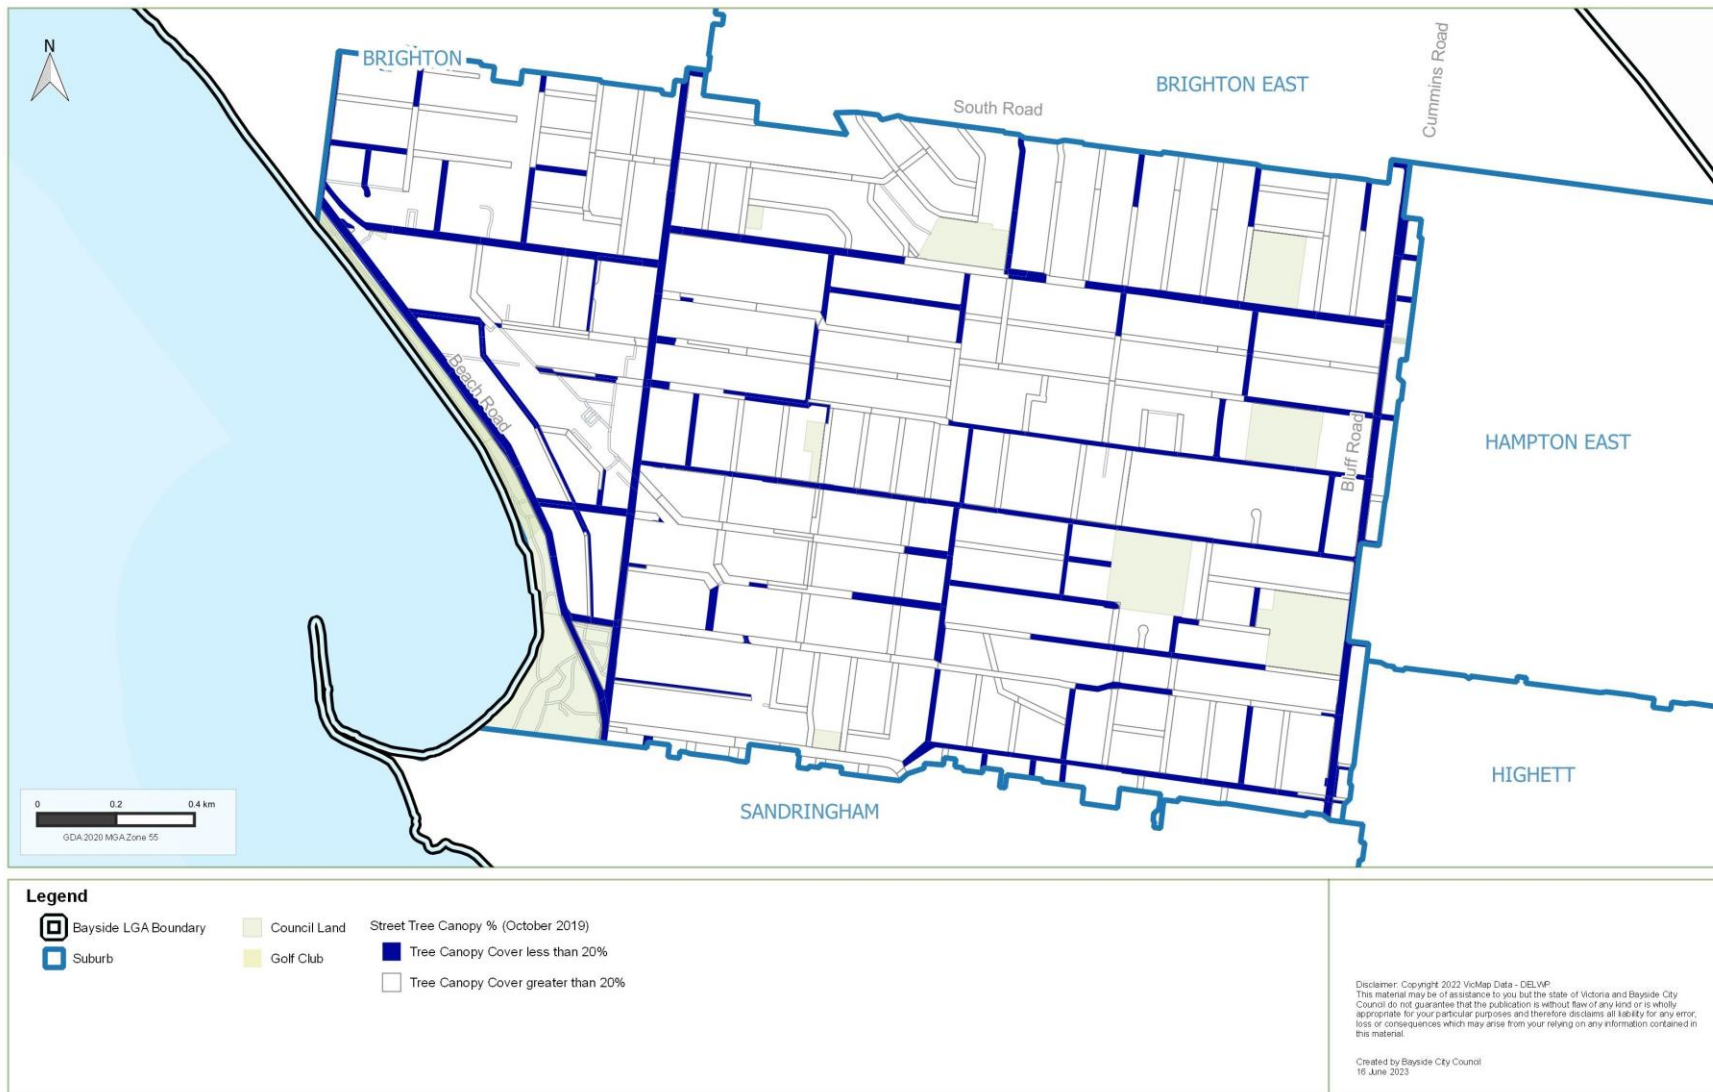 N
BRIGHTON
BRIGHTON EAST
South Road
Cummins Road
Beach Road
Bluff Road
HAMPTON EAST
HIGHETT
SANDRINGHAM
0 0.2 0.4 km
GDA 2020 MGA Zone 55
Legend
Bayside LGA Boundary
Suburb
Council Land
Golf Club
Street Tree Canopy % (October 2019)
Tree Canopy Cover less than 20%
Tree Canopy Cover greater than 20%
Disclaimer: Copyright 2022 VicMap Data - DELWP.
This material may be of assistance to you but the state of Victoria and Bayside City
Council do not guarantee that the publication is without flaw of any kind or is wholly
appropriate for your particular purposes and therefore disclaims all liability for any error,
loss or consequences which may arise from your relying on any information contained in
this material.
Created by Bayside City Council
16 June 2023